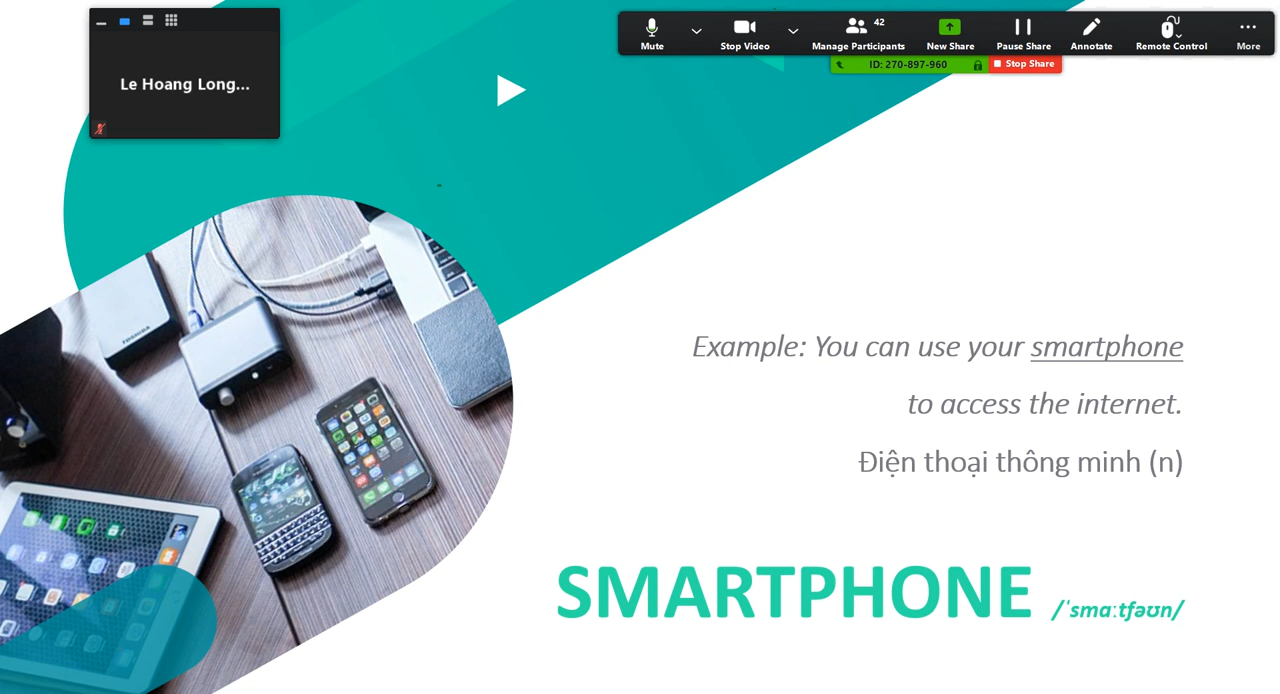 Le Hoang Long...
42
Mute
Stop Video
Manage Participants
New Share
Pause Share
Annotate
Remote Control
More
ID: 270-897-960
Stop Share
TOSHIBA
Example: You can use your smartphone
to access the internet.
Điện thoại thông minh (n)
SMARTPHONE /ˈsmɑːtfəʊn/